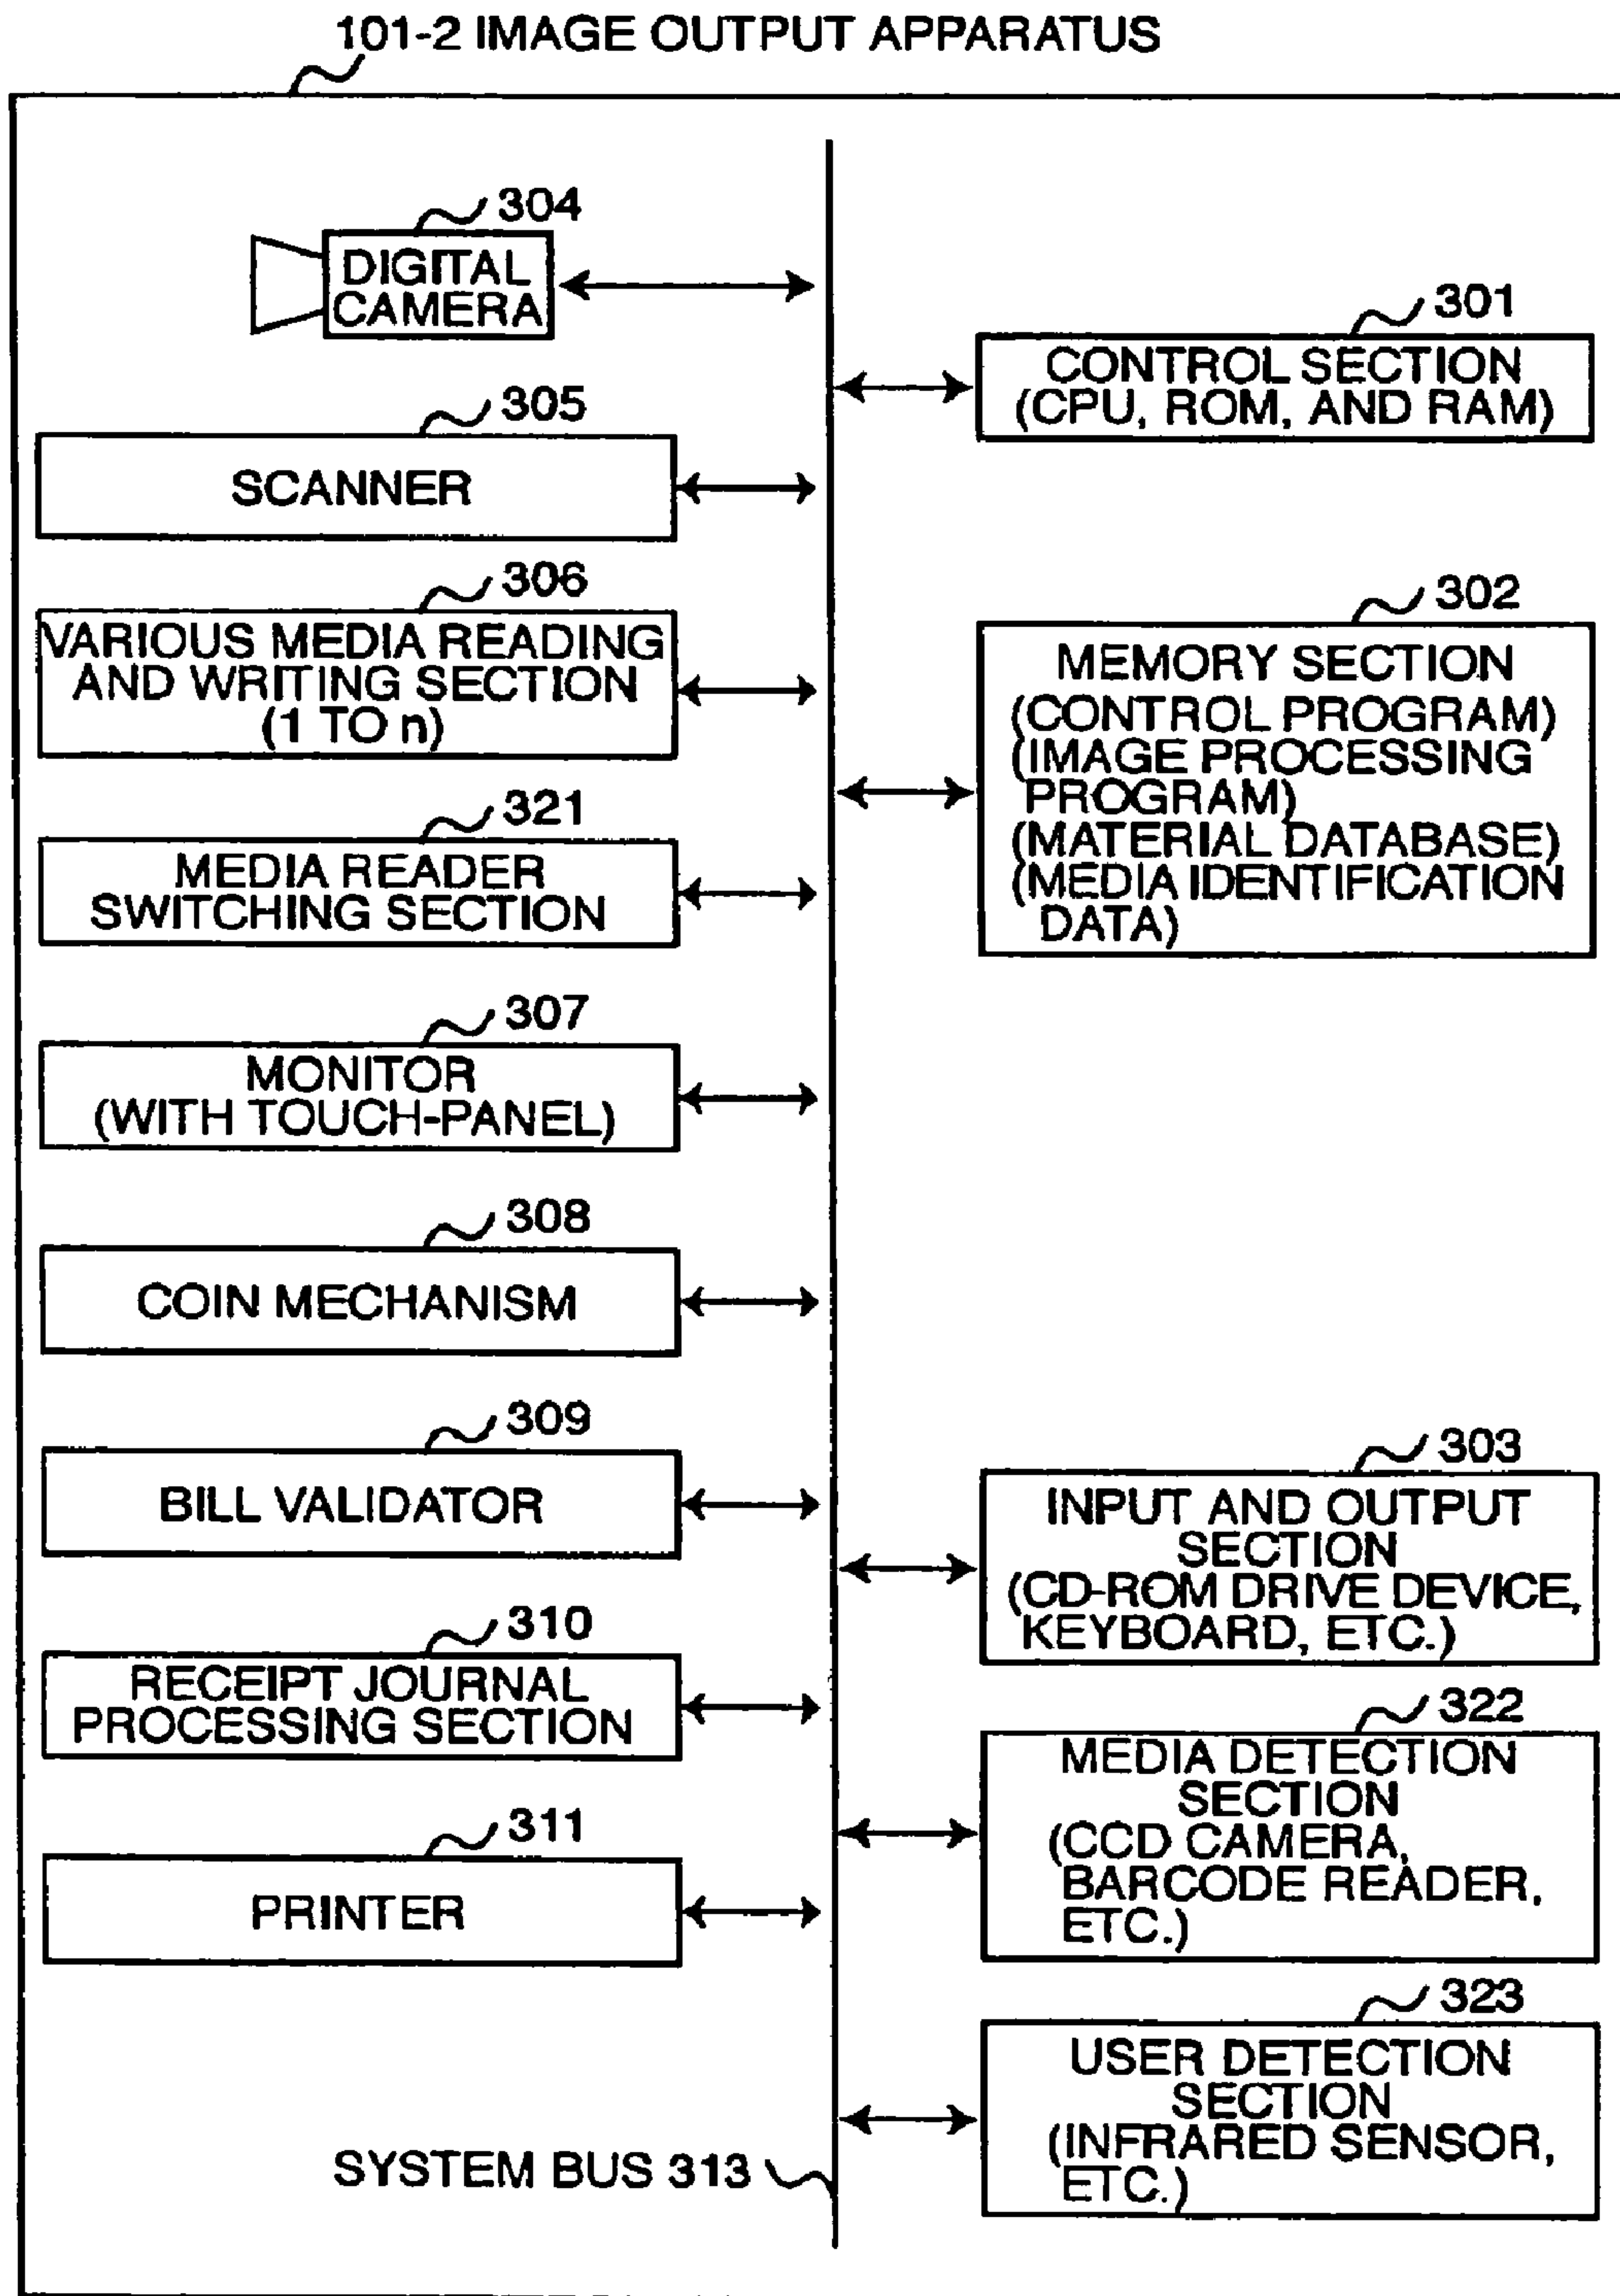 101-2 IMAGE OUTPUT APPARATUS
304
DIGITAL
CAMERA
305
SCANNER
306
VARIOUS MEDIA READING
AND WRITING SECTION
(1 TO n)
321
MEDIA READER
SWITCHING SECTION
307
MONITOR
(WITH TOUCH-PANEL)
308
COIN MECHANISM
309
BILL VALIDATOR
310
RECEIPT JOURNAL
PROCESSING SECTION
311
PRINTER
SYSTEM BUS 313
301
CONTROL SECTION
(CPU, ROM, AND RAM)
302
MEMORY SECTION
(CONTROL PROGRAM)
(IMAGE PROCESSING
PROGRAM)
(MATERIAL DATABASE)
(MEDIA IDENTIFICATION
DATA)
303
INPUT AND OUTPUT
SECTION
(CD-ROM DRIVE DEVICE,
KEYBOARD, ETC.)
322
MEDIA DETECTION
SECTION
(CCD CAMERA,
BARCODE READER,
ETC.)
323
USER DETECTION
SECTION
(INFRARED SENSOR,
ETC.)